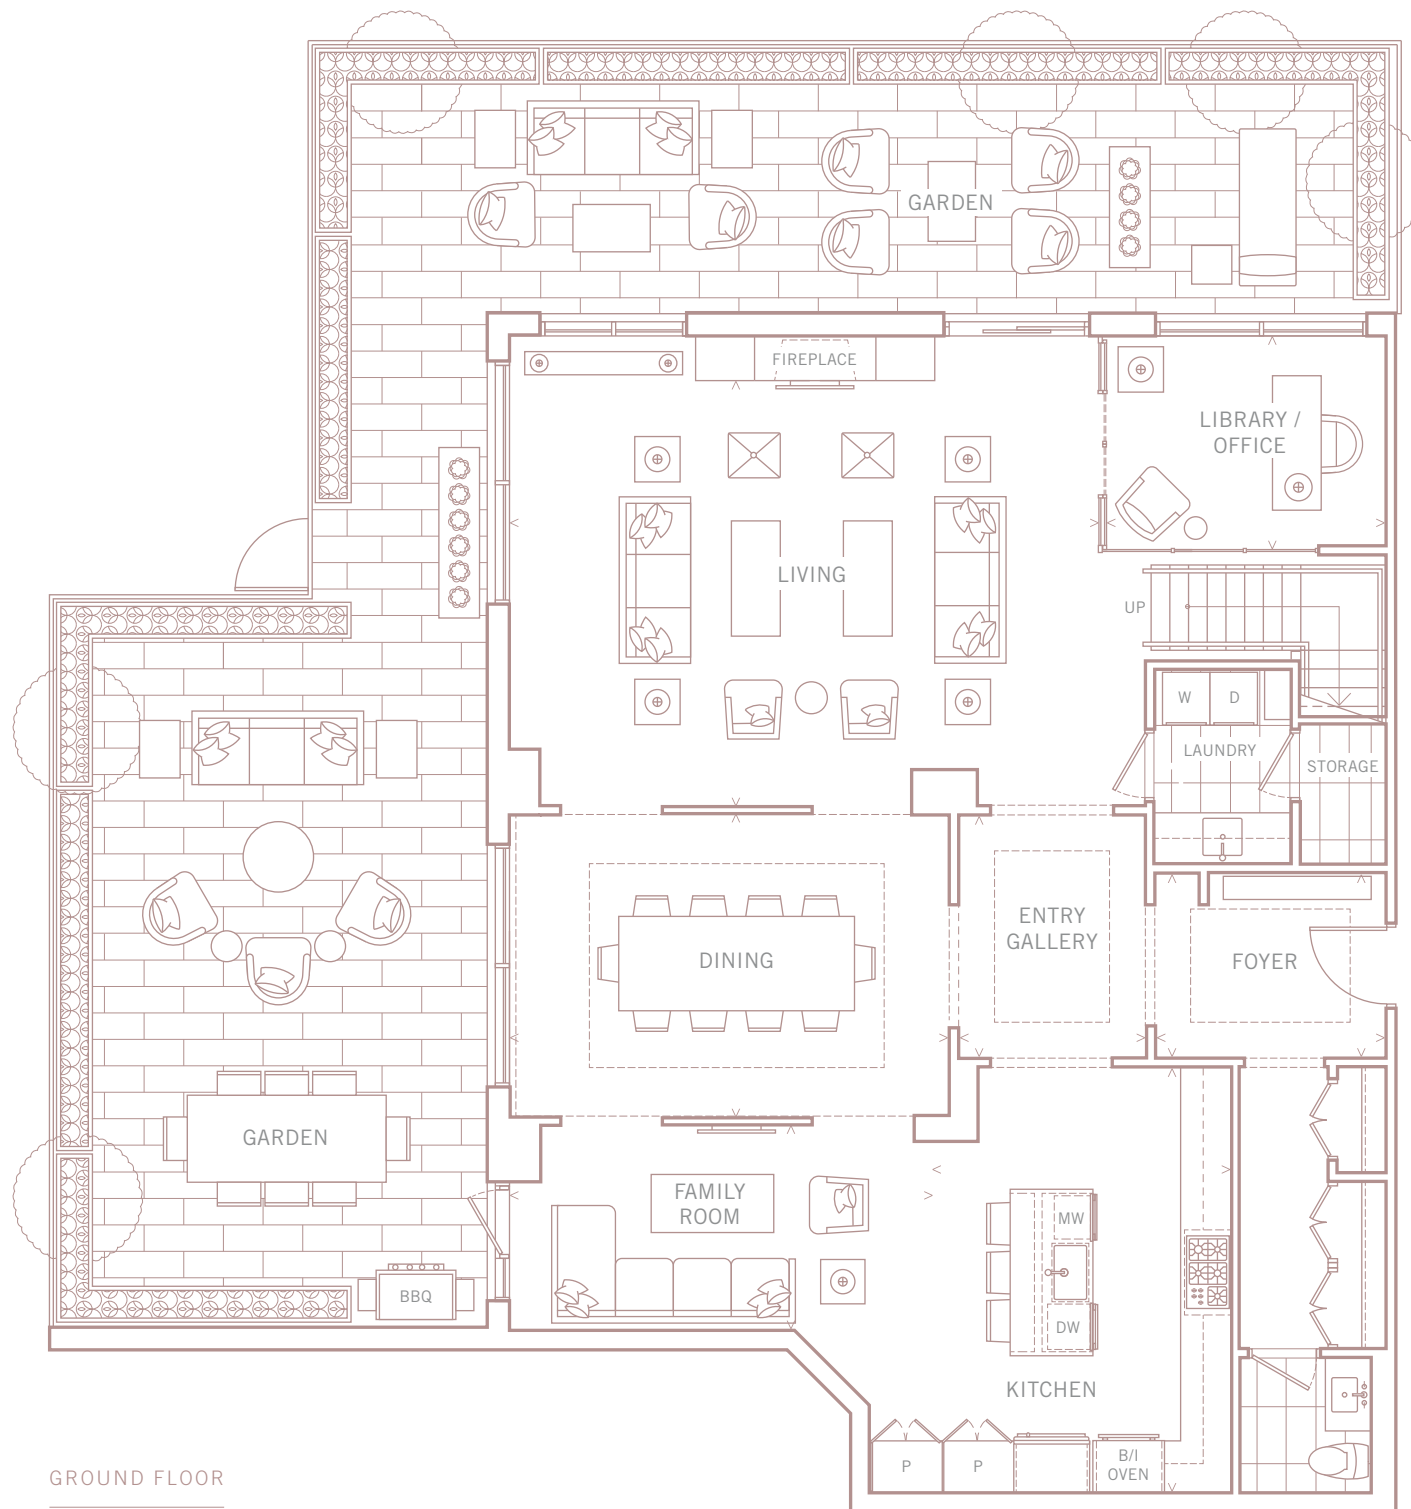 GARDEN
FIREPLACE
LIBRARY /
OFFICE
LIVING
UP
W
D
LAUNDRY
STORAGE
ENTRY
GALLERY
DINING
FOYER
GARDEN
FAMILY
ROOM
MW
BBQ
DW
KITCHEN
P
P
B/I
OVEN
GROUND FLOOR